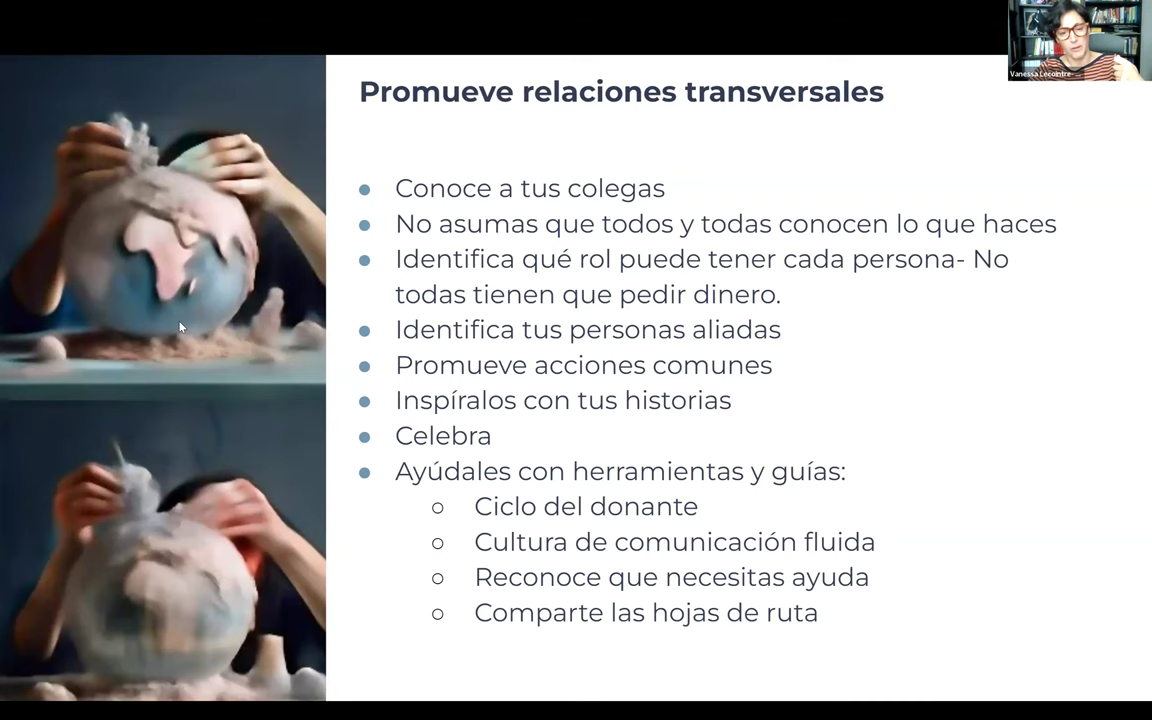 Vanessa Lecointre
Promueve relaciones transversales
Conoce a tus colegas
No asumas que todos y todas conocen lo que haces
Identifica qué rol puede tener cada persona- No
todas tienen que pedir dinero.
Identifica tus personas aliadas
Promueve acciones comunes
Inspíralos con tus historias
Celebra
Ayúdales con herramientas y guías:
Ciclo del donante
Cultura de comunicación fluida
Reconoce que necesitas ayuda
Comparte las hojas de ruta